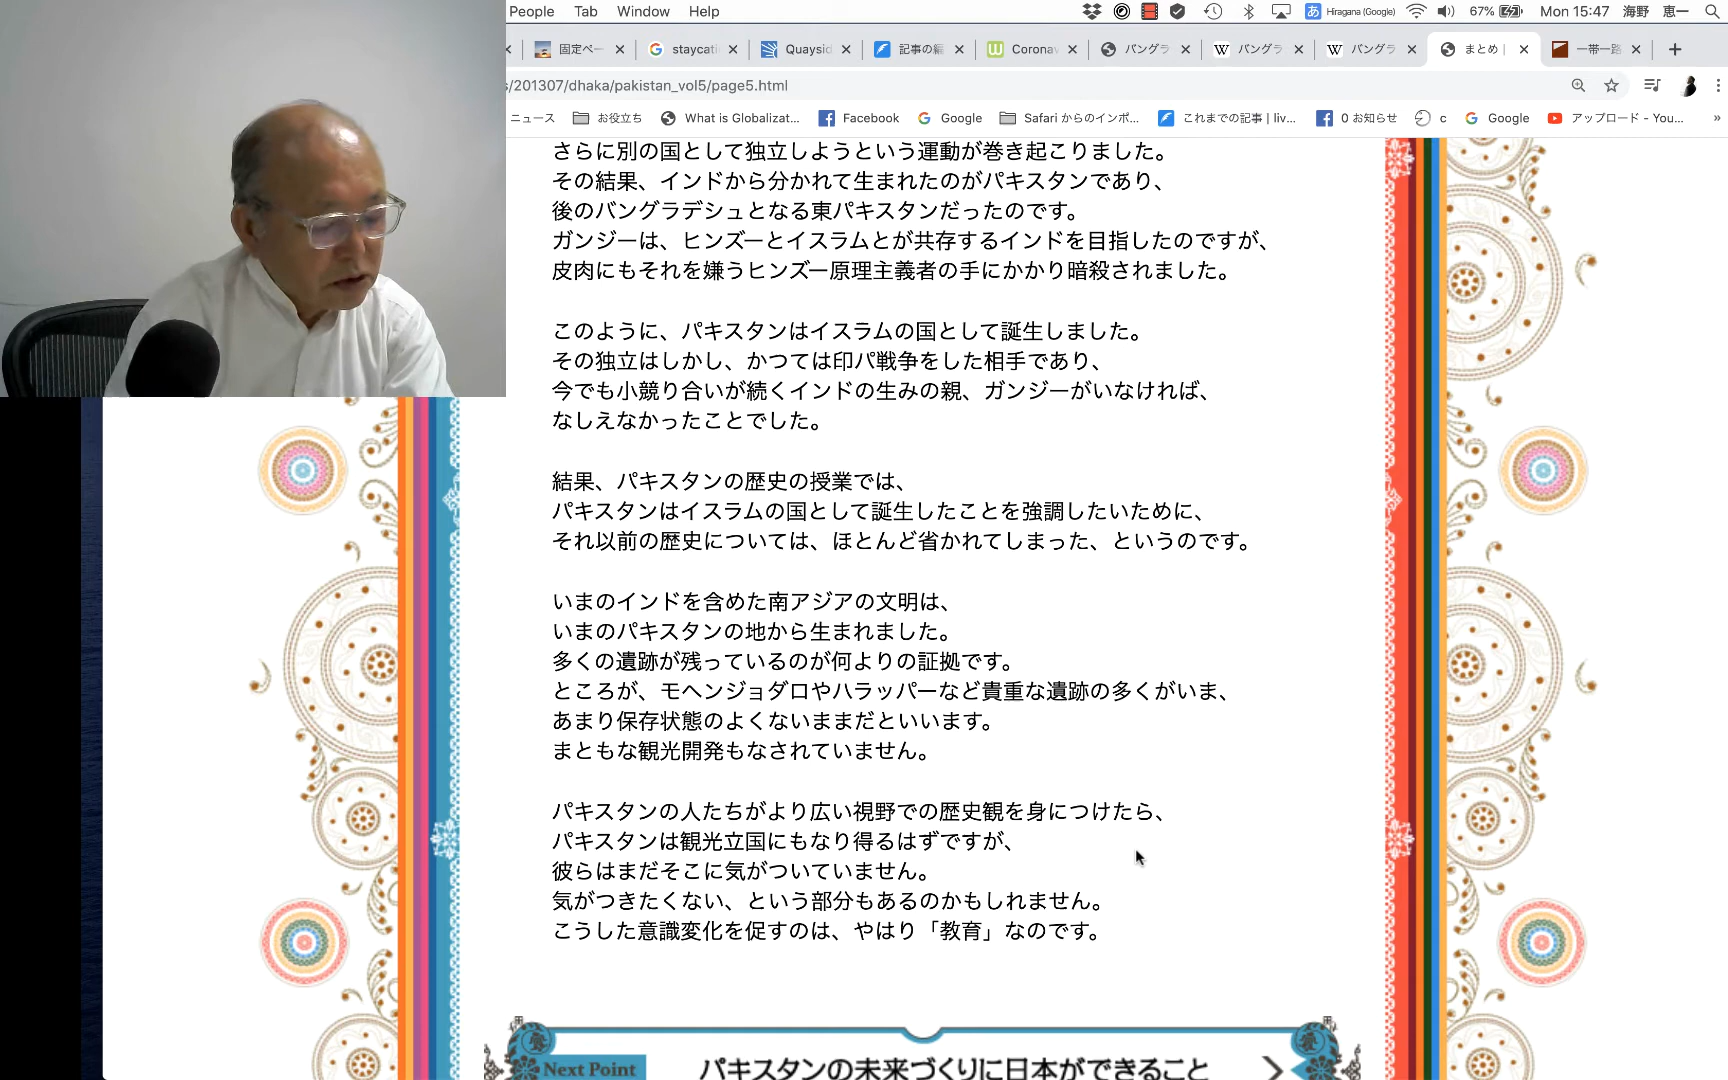 People Tab Window Help
Hiragana (Google) 67% Mon 15:47 海野 恵一
固定ペー staycati Quaysid 記事の編 Coronav バングラ バングラ バングラ まとめ | 一帯一路
/201307/dhaka/pakistan_vol5/page5.html
ニュース お役立ち What is Globalizat... Facebook Google Safari からのインポ... これまでの記事 | liv... 0 お知らせ c Google アップロード - You...
さらに別の国として独立しようという運動が巻き起こりました。
その結果、インドから分かれて生まれたのがパキスタンであり、
後のバングラデシュとなる東パキスタンだったのです。
ガンジーは、ヒンズーとイスラムとが共存するインドを目指したのですが、
皮肉にもそれを嫌うヒンズー原理主義者の手にかかり暗殺されました。
このように、パキスタンはイスラムの国として誕生しました。
その独立はしかし、かつては印パ戦争をした相手であり、
今でも小競り合いが続くインドの生みの親、ガンジーがいなければ、
なしえなかったことでした。
結果、パキスタンの歴史の授業では、
パキスタンはイスラムの国として誕生したことを強調したいために、
それ以前の歴史については、ほとんど省かれてしまった、というのです。
いまのインドを含めた南アジアの文明は、
いまのパキスタンの地から生まれました。
多くの遺跡が残っているのが何よりの証拠です。
ところが、モヘンジョダロやハラッパーなど貴重な遺跡の多くがいま、
あまり保存状態のよくないままだといいます。
まともな観光開発もなされていません。
パキスタンの人たちがより広い視野での歴史観を身につけたら、
パキスタンは観光立国にもなり得るはずですが、
彼らはまだそこに気がついていません。
気がつきたくない、という部分もあるのかもしれません。
こうした意識変化を促すのは、やはり「教育」なのです。
Next Point パキスタンの未来づくりに日本ができること